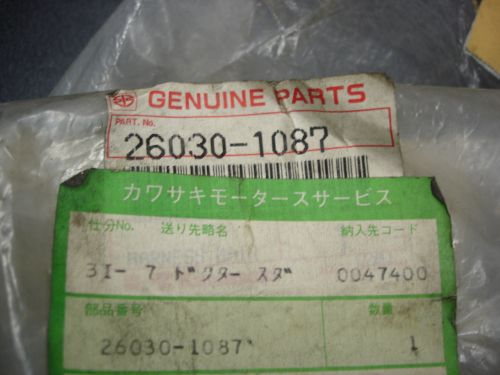 GENUINE PARTS
PART. No.
26030-1087
カワサキモータースサービス
仕分No. 送り先略名 納入先コード
31- 7 ドクター スダ 0047400
部品番号 数量
26030-1087 1